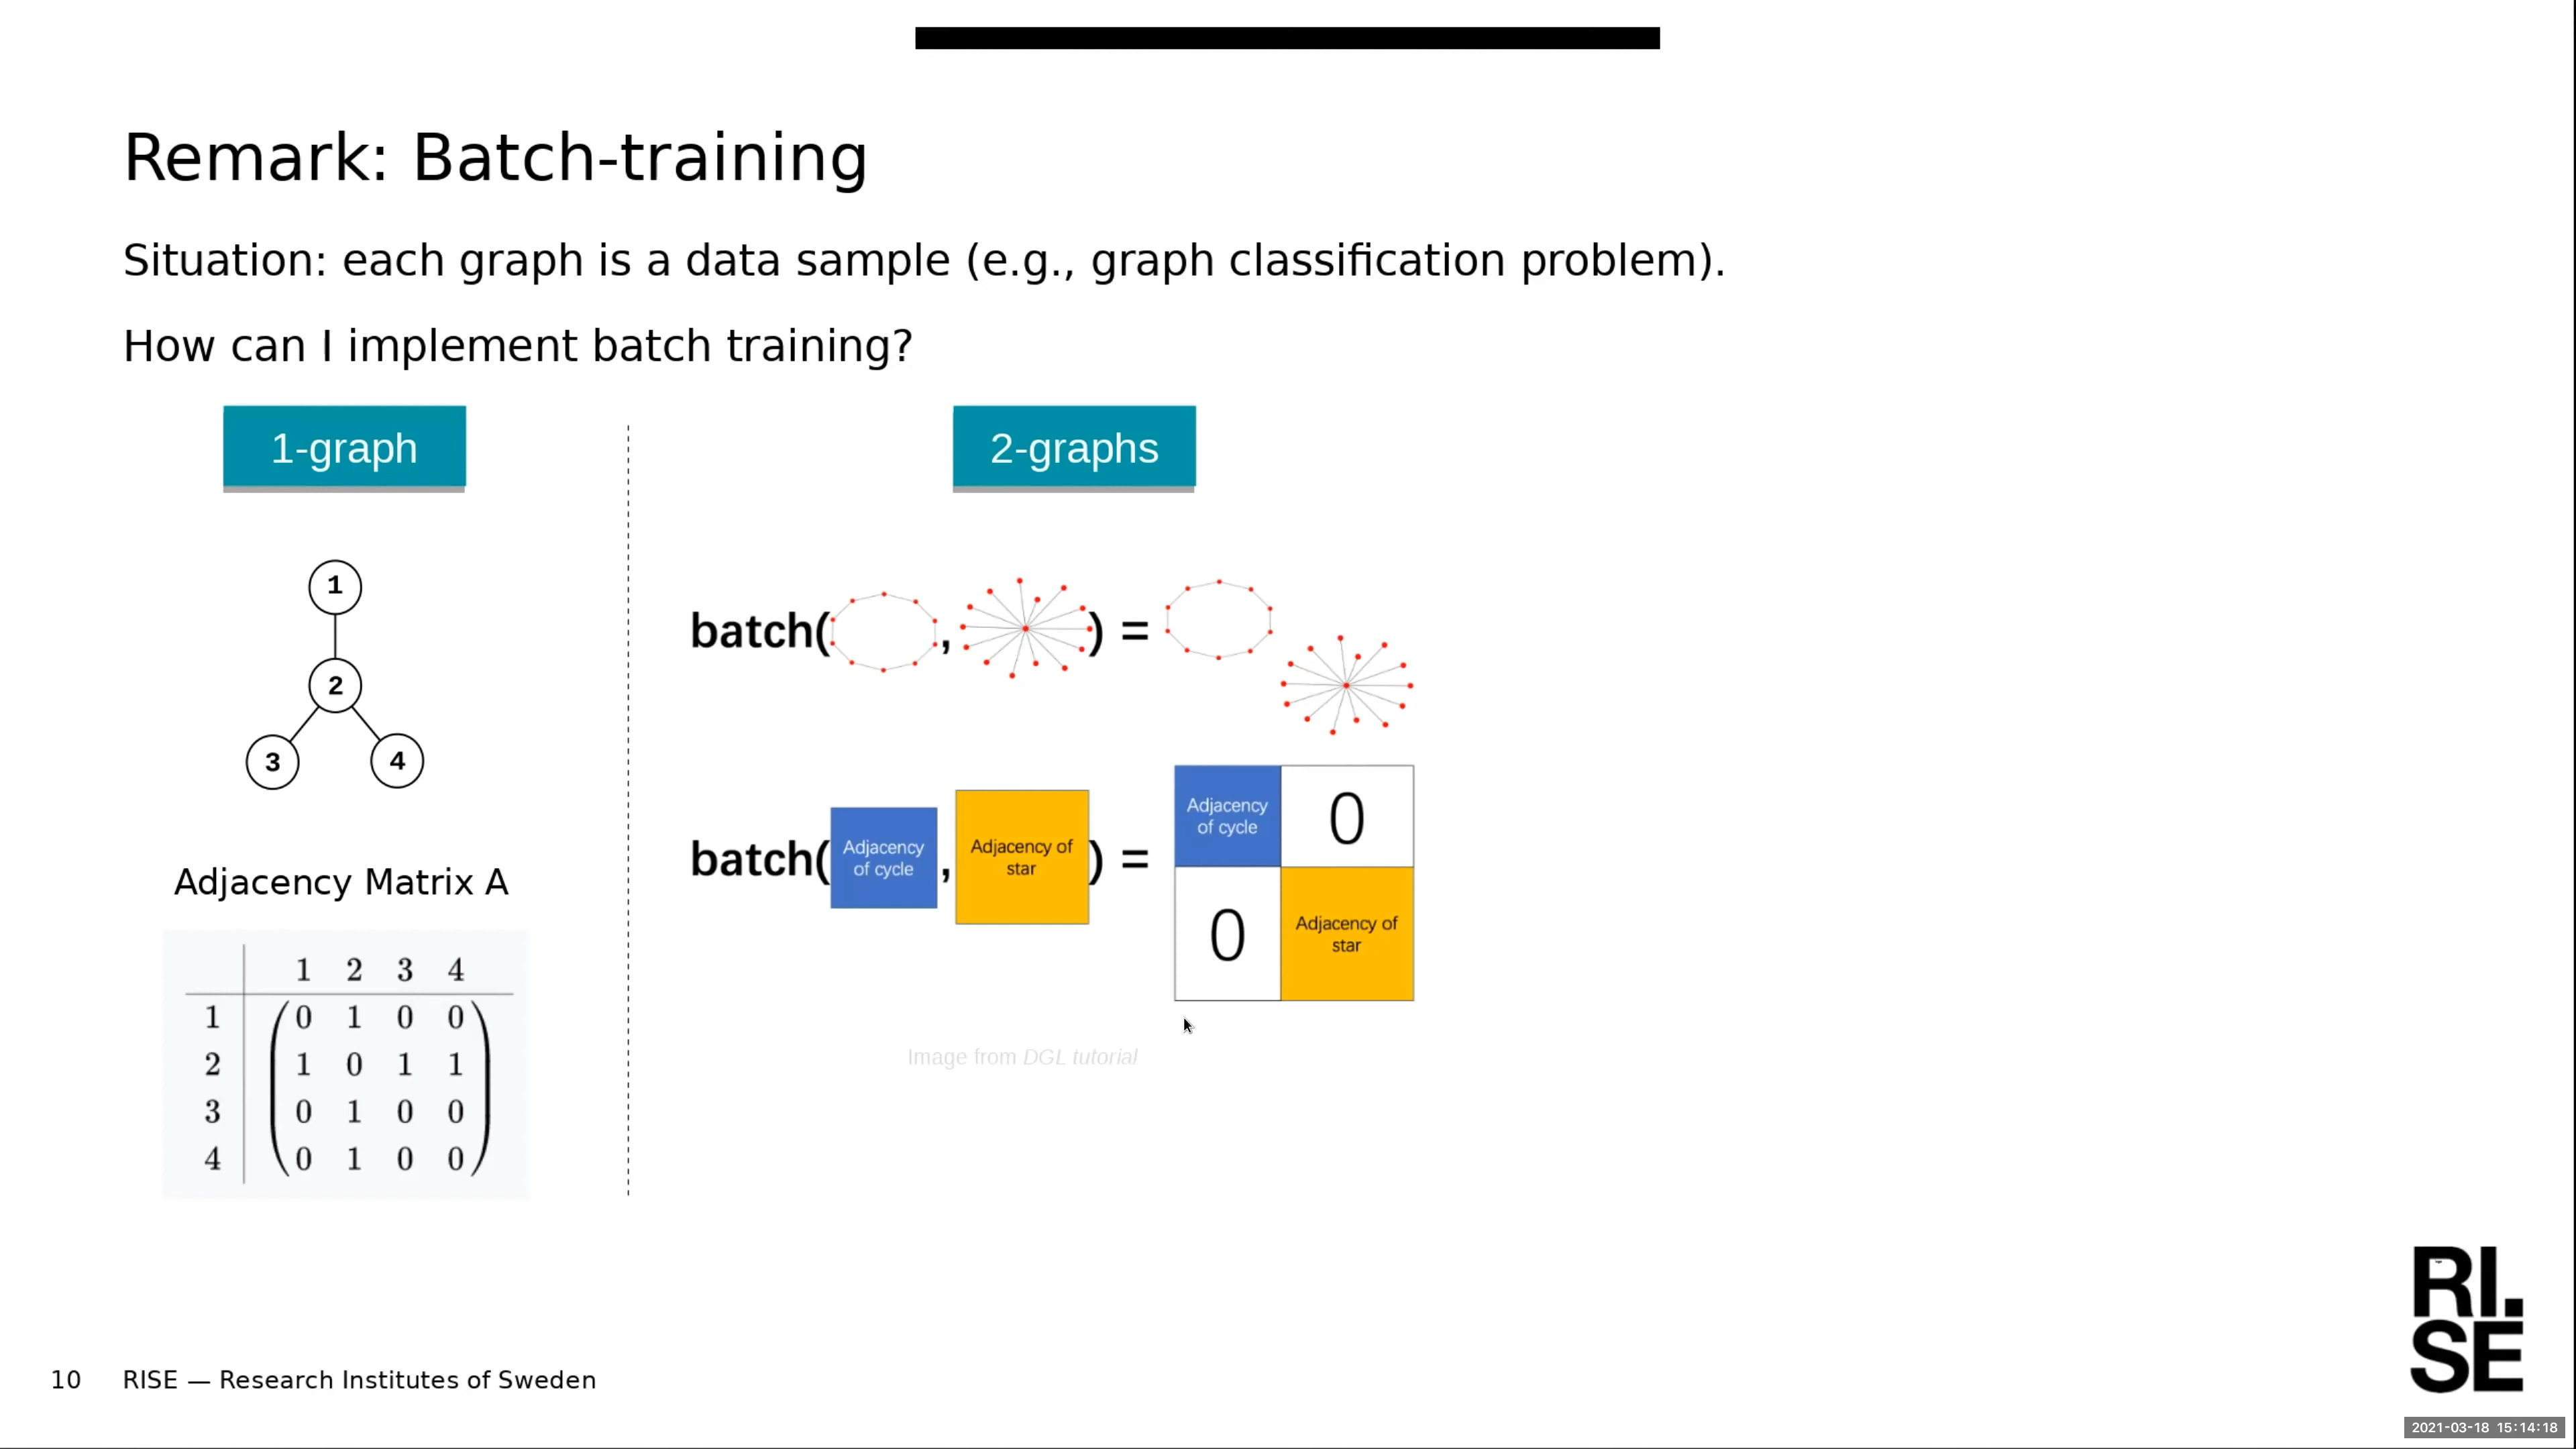 Remark: Batch-training
Situation: each graph is a data sample (e.g., graph classification problem).
How can I implement batch training?
1-graph
1
2
3 4
Adjacency Matrix A
1 2 3 4
1 0 1 0 0
2 1 0 1 1
3 0 1 0 0
4 0 1 0 0
2-graphs
batch( , ) =
batch( Adjacency of cycle , Adjacency of star ) =
Adjacency
of cycle
0
0
Adjacency of
star
Image from DGL tutorial
10 RISE — Research Institutes of Sweden
RI.
SE
2021-03-18 15:14:18